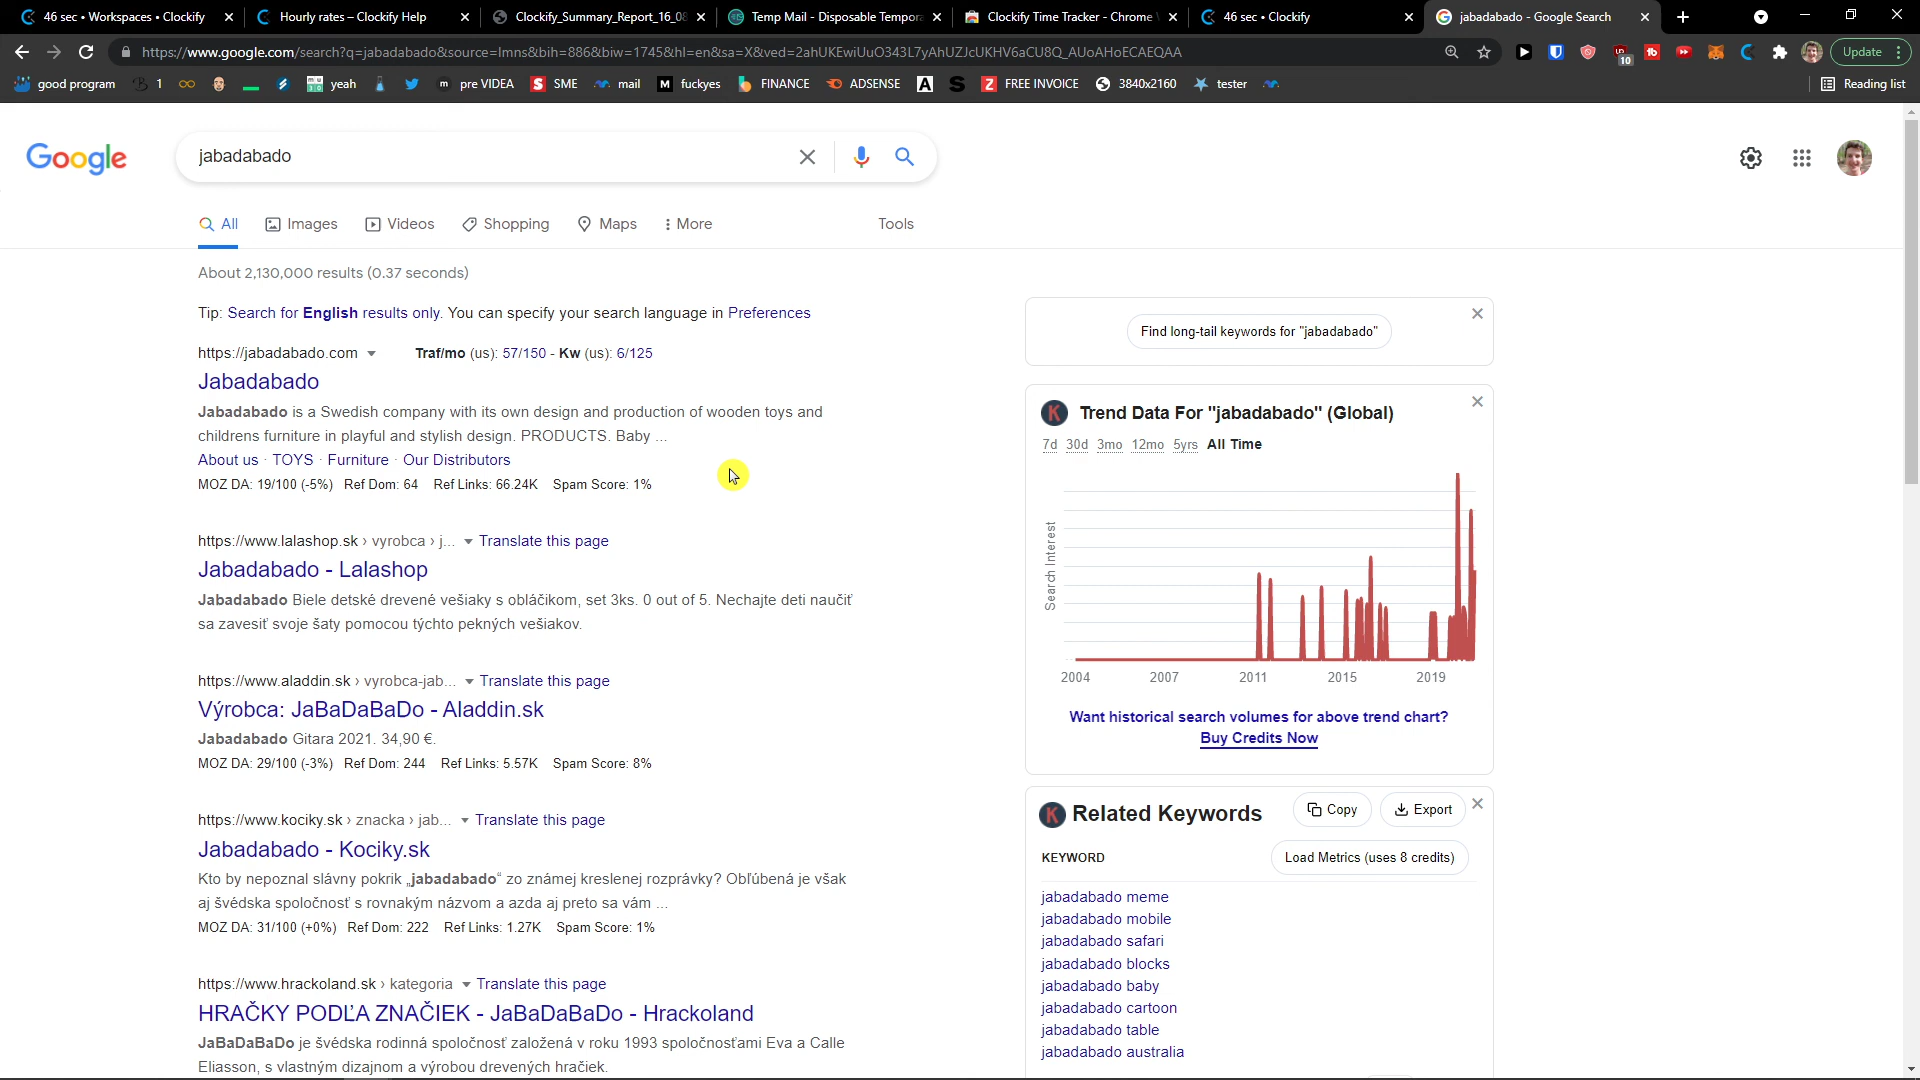 46 sec • Workspaces • Clockify
Hourly rates – Clockify Help
Clockify_Summary_Report_16_08
Temp Mail - Disposable Tempora
Clockify Time Tracker - Chrome
46 sec • Clockify
jabadabado - Google Search
https://www.google.com/search?q=jabadabado&source=lmns&bih=886&biw=1745&hl=en&sa=X&ved=2ahUKEwiUuO343L7yAhUZJcUKHV6aCU8Q_AUoAHoECAEQAA
10
Update
good program
1
yeah
pre VIDEA
SME
mail
fuckyes
FINANCE
ADSENSE
FREE INVOICE
3840x2160
tester
Reading list
Google
jabadabado
All
Images
Videos
Shopping
Maps
More
Tools
About 2,130,000 results (0.37 seconds)
Tip: Search for English results only. You can specify your search language in Preferences
https://jabadabado.com
Traf/mo (us): 57/150 - Kw (us): 6/125
Jabadabado
Jabadabado is a Swedish company with its own design and production of wooden toys and
childrens furniture in playful and stylish design. PRODUCTS. Baby ...
About us · TOYS · Furniture · Our Distributors
MOZ DA: 19/100 (-5%) Ref Dom: 64 Ref Links: 66.24K Spam Score: 1%
https://www.lalashop.sk › vyrobca › j... Translate this page
Jabadabado - Lalashop
Jabadabado Biele detské drevené vešiaky s obláčikom, set 3ks. 0 out of 5. Nechajte deti naučiť
sa zavesiť svoje šaty pomocou týchto pekných vešiakov.
https://www.aladdin.sk › vyrobca-jab... Translate this page
Výrobca: JaBaDaBaDo - Aladdin.sk
Jabadabado Gitara 2021. 34,90 €.
MOZ DA: 29/100 (-3%) Ref Dom: 244 Ref Links: 5.57K Spam Score: 8%
https://www.kociky.sk › znacka › jab... Translate this page
Jabadabado - Kociky.sk
Kto by nepoznal slávny pokrik „jabadabado“ zo známej kreslenej rozprávky? Obľúbená je však
aj švédska spoločnosť s rovnakým názvom a azda aj preto sa vám ...
MOZ DA: 31/100 (+0%) Ref Dom: 222 Ref Links: 1.27K Spam Score: 1%
https://www.hrackoland.sk › kategoria Translate this page
HRAČKY PODĽA ZNAČIEK - JaBaDaBaDo - Hrackoland
JaBaDaBaDo je švédska rodinná spoločnosť založená v roku 1993 spoločnosťami Eva a Calle
Eliasson, s vlastným dizajnom a výrobou drevených hračiek.
Find long-tail keywords for "jabadabado"
Trend Data For "jabadabado" (Global)
7d 30d 3mo 12mo 5yrs All Time
Search Interest
2004 2007 2011 2015 2019
Want historical search volumes for above trend chart?
Buy Credits Now
Related Keywords
Copy
Export
KEYWORD
Load Metrics (uses 8 credits)
jabadabado meme
jabadabado mobile
jabadabado safari
jabadabado blocks
jabadabado baby
jabadabado cartoon
jabadabado table
jabadabado australia